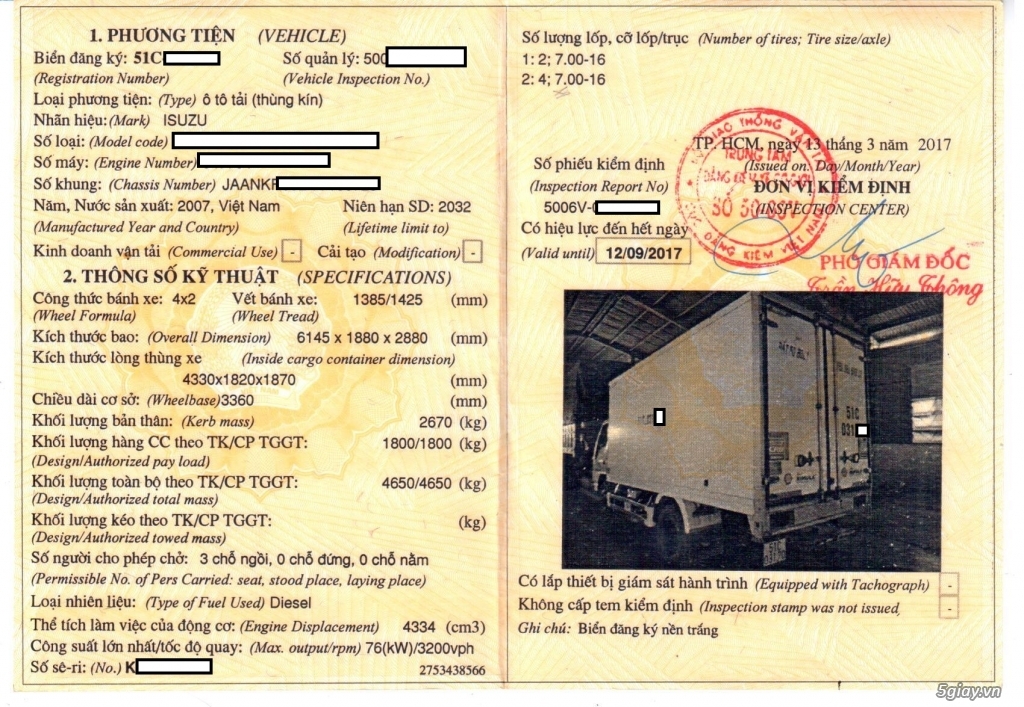 1. PHƯƠNG TIỆN (VEHICLE)
Biển đăng ký: 51C
Số quản lý: 500
(Registration Number)
(Vehicle Inspection No.)
Loại phương tiện: (Type) ô tô tải (thùng kín)
Nhãn hiệu: (Mark) ISUZU
Số loại: (Model code)
Số máy: (Engine Number)
Số khung: (Chassis Number) JAANK
Năm, Nước sản xuất: 2007, Việt Nam
Niên hạn SD: 2032
(Manufactured Year and Country)
(Lifetime limit to)
Kinh doanh vận tải (Commercial Use) -
Cải tạo (Modification) -
2. THÔNG SỐ KỸ THUẬT (SPECIFICATIONS)
Công thức bánh xe: 4x2
Vết bánh xe: 1385/1425 (mm)
(Wheel Formula)
(Wheel Tread)
Kích thước bao: (Overall Dimension) 6145 x 1880 x 2880 (mm)
Kích thước lòng thùng xe (Inside cargo container dimension)
4330x1820x1870 (mm)
Chiều dài cơ sở: (Wheelbase)3360 (mm)
Khối lượng bản thân: (Kerb mass) 2670 (kg)
Khối lượng hàng CC theo TK/CP TGGT: 1800/1800 (kg)
(Design/Authorized pay load)
Khối lượng toàn bộ theo TK/CP TGGT: 4650/4650 (kg)
(Design/Authorized total mass)
Khối lượng kéo theo TK/CP TGGT: (kg)
(Design/Authorized towed mass)
Số người cho phép chở: 3 chỗ ngồi, 0 chỗ đứng, 0 chỗ nằm
(Permissible No. of Pers Carried: seat, stood place, laying place)
Loại nhiên liệu: (Type of Fuel Used) Diesel
Thể tích làm việc của động cơ: (Engine Displacement) 4334 (cm3)
Công suất lớn nhất/tốc độ quay: (Max. output/rpm) 76(kW)/3200vph
Số sê-ri: (No.) K
2753438566
Số lượng lốp, cỡ lốp/trục (Number of tires; Tire size/axle)
1: 2; 7.00-16
2: 4; 7.00-16
TP. HCM, ngày 13 tháng 3 năm 2017
Số phiếu kiểm định
(Issued on: Day/Month/Year)
(Inspection Report No)
ĐƠN VỊ KIỂM ĐỊNH
5006V-
(INSPECTION CENTER)
Có hiệu lực đến hết ngày
(Valid until) 12/09/2017
TRUNG TÂM
ĐĂNG KIỂM VIỆT NAM
PHÓ GIÁM ĐỐC
Trần Hữu Thông
51C
031
Có lắp thiết bị giám sát hành trình (Equipped with Tachograph) -
Không cấp tem kiểm định (Inspection stamp was not issued) -
Ghi chú: Biển đăng ký nền trắng
5giay.vn